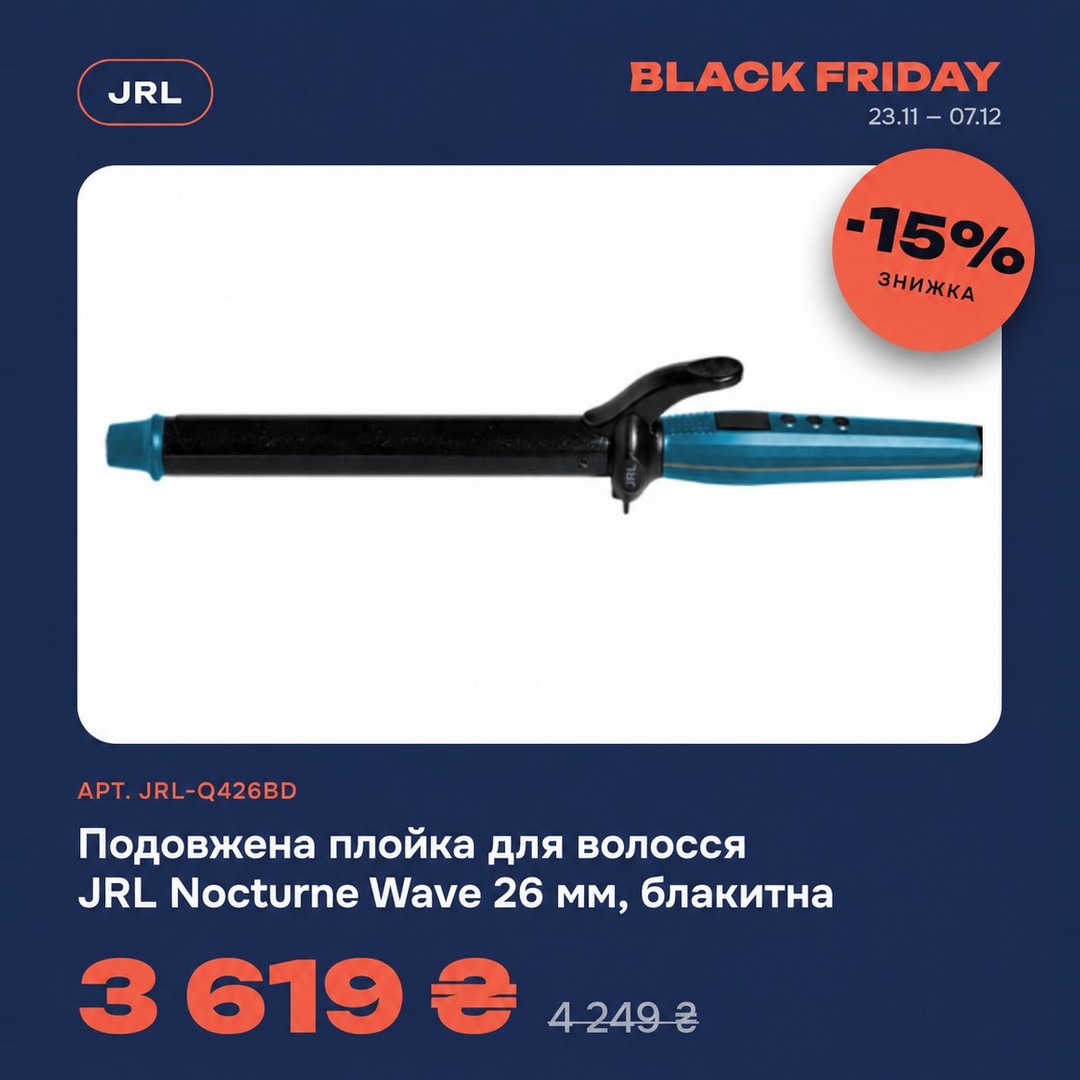 JRL
BLACK FRIDAY
23.11 – 07.12
-15%
ЗНИЖКА
JRL
АРТ. JRL-Q426BD
Подовжена плойка для волосся
JRL Nocturne Wave 26 мм, блакитна
3 619 ₴
4 249 ₴